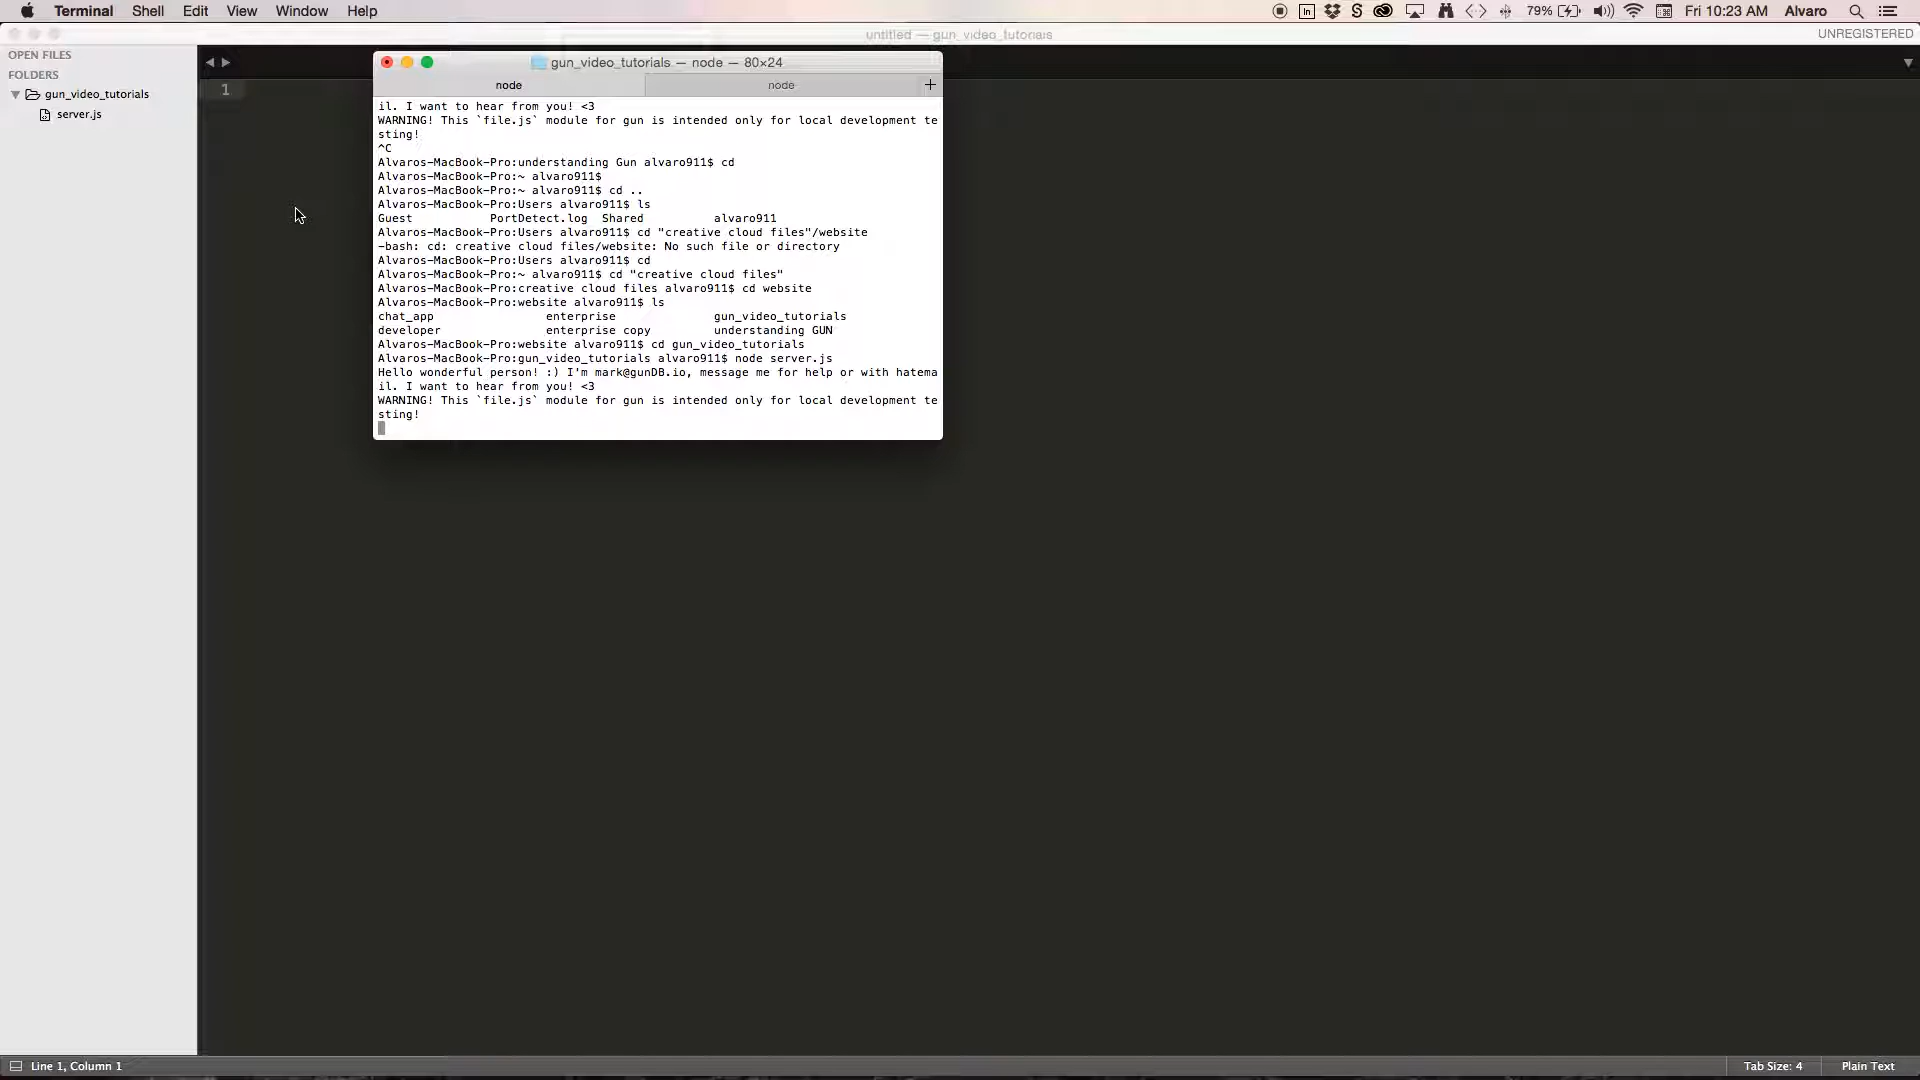 Terminal Shell Edit View Window Help
79% Fri 10:23 AM Alvaro
untitled — gun_video_tutorials
UNREGISTERED
OPEN FILES
FOLDERS
gun_video_tutorials
server.js
1
gun_video_tutorials — node — 80×24
node node +
il. I want to hear from you! <3
WARNING! This `file.js` module for gun is intended only for local development te
sting!
^C
Alvaros-MacBook-Pro:understanding Gun alvaro911$ cd
Alvaros-MacBook-Pro:~ alvaro911$
Alvaros-MacBook-Pro:~ alvaro911$ cd ..
Alvaros-MacBook-Pro:Users alvaro911$ ls
Guest PortDetect.log Shared alvaro911
Alvaros-MacBook-Pro:Users alvaro911$ cd "creative cloud files"/website
-bash: cd: creative cloud files/website: No such file or directory
Alvaros-MacBook-Pro:Users alvaro911$ cd
Alvaros-MacBook-Pro:~ alvaro911$ cd "creative cloud files"
Alvaros-MacBook-Pro:creative cloud files alvaro911$ cd website
Alvaros-MacBook-Pro:website alvaro911$ ls
chat_app enterprise gun_video_tutorials
developer enterprise copy understanding GUN
Alvaros-MacBook-Pro:website alvaro911$ cd gun_video_tutorials
Alvaros-MacBook-Pro:gun_video_tutorials alvaro911$ node server.js
Hello wonderful person! :) I'm mark@gunDB.io, message me for help or with hatema
il. I want to hear from you! <3
WARNING! This `file.js` module for gun is intended only for local development te
sting!
Line 1, Column 1
Tab Size: 4 Plain Text